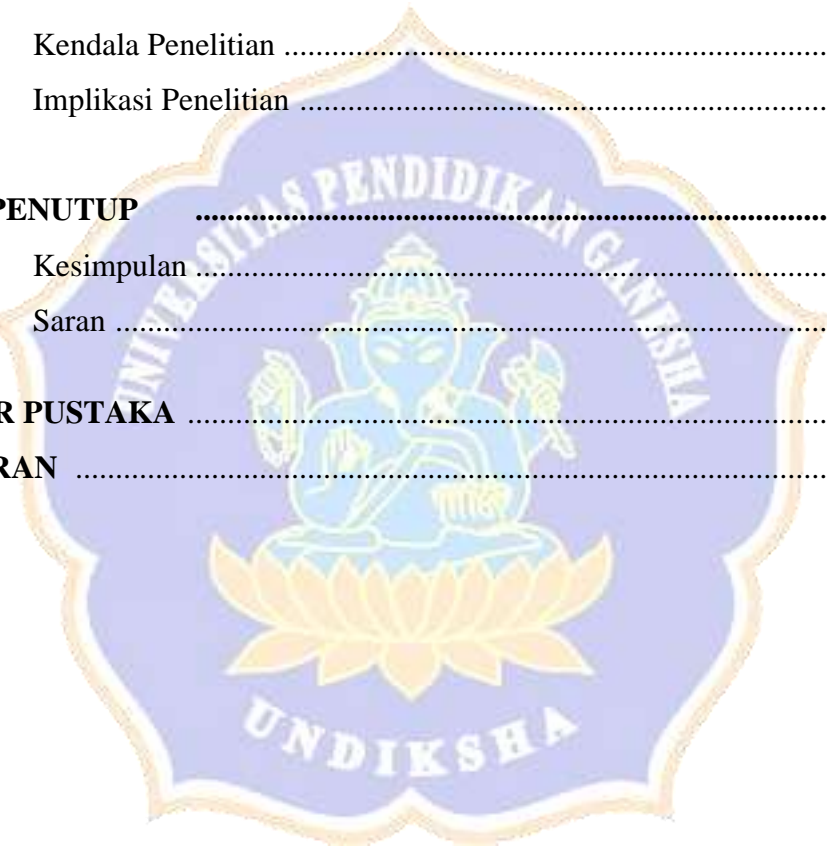 Kendala Penelitian ....................................................................
Implikasi Penelitian ..................................................................
PENUTUP ..............................................................................
Kesimpulan ...............................................................................
Saran .........................................................................................
R PUSTAKA ................................................................................
RAN .............................................................................................
UNIVERSITAS PENDIDIKAN GANESHA
UNDIKSHA